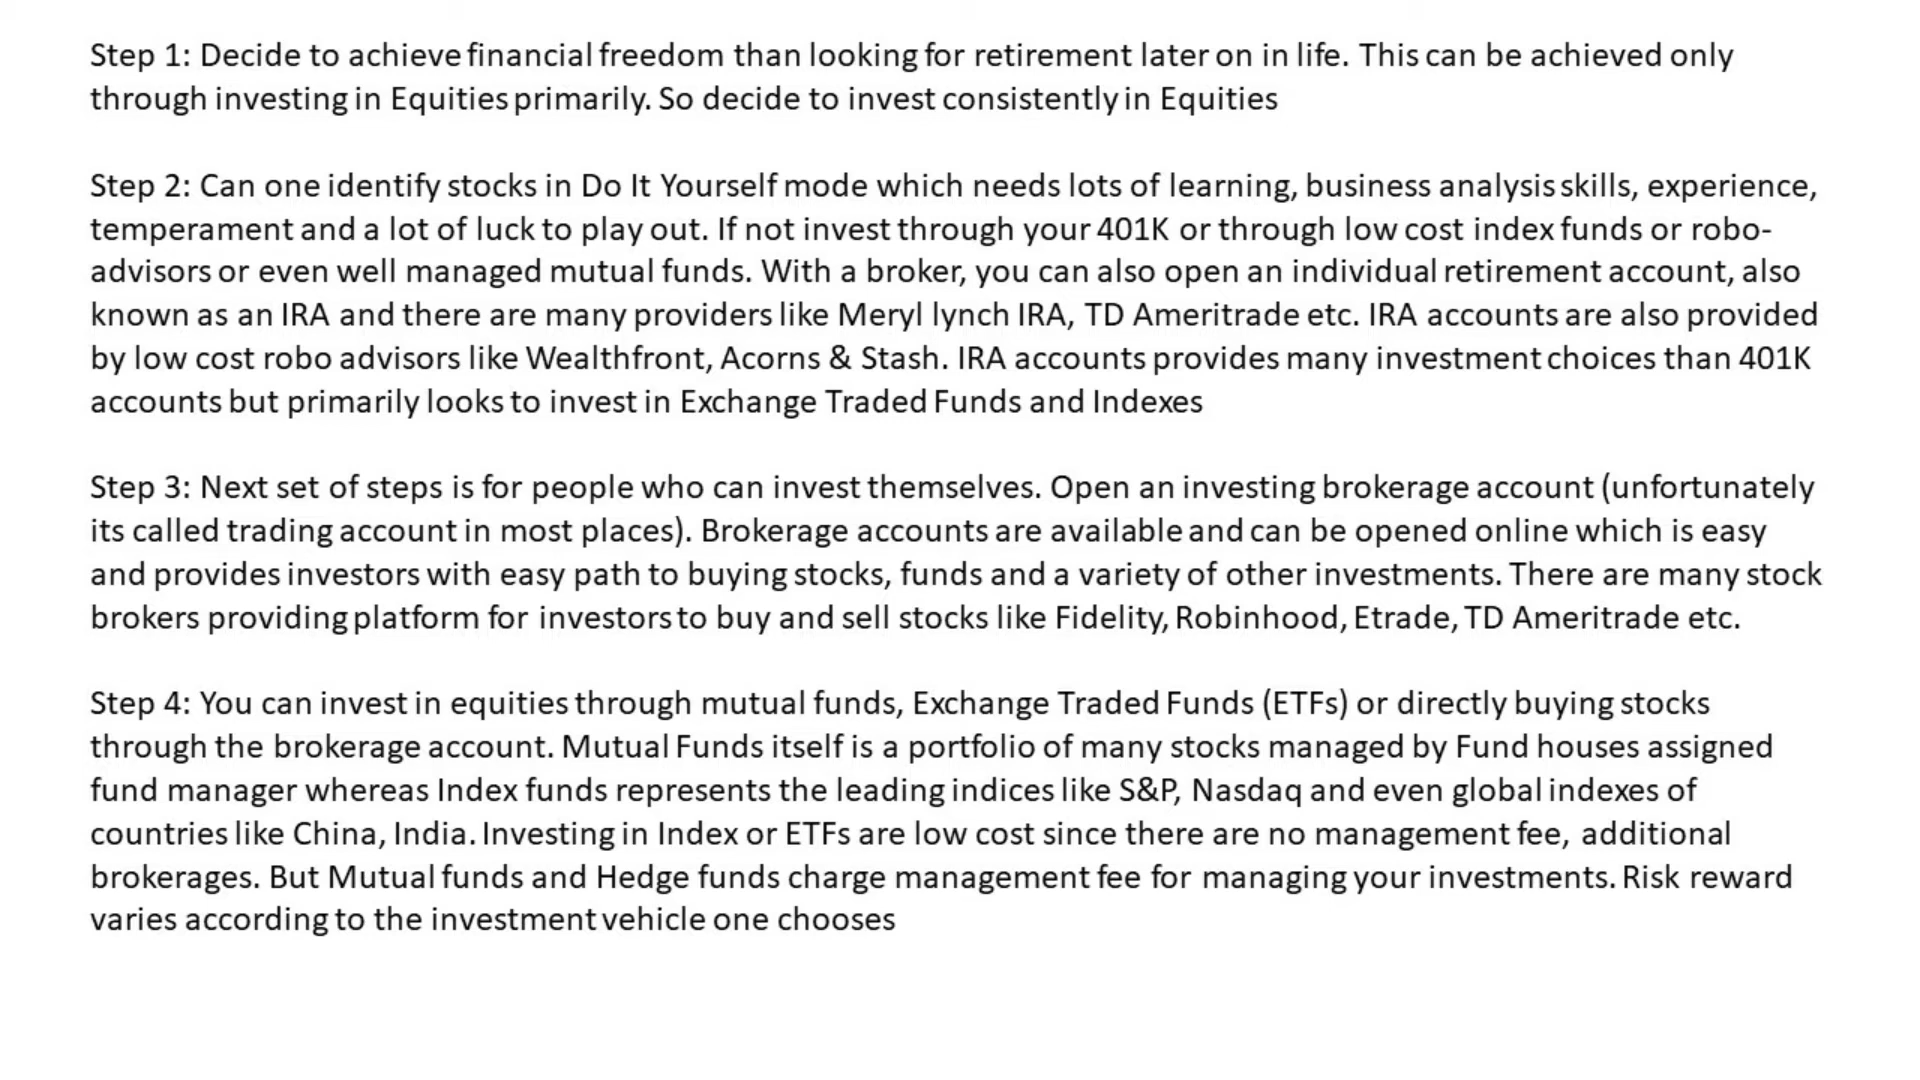 Step 1: Decide to achieve financial freedom than looking for retirement later on in life. This can be achieved only
through investing in Equities primarily. So decide to invest consistently in Equities
Step 2: Can one identify stocks in Do It Yourself mode which needs lots of learning, business analysis skills, experience,
temperament and a lot of luck to play out. If not invest through your 401K or through low cost index funds or robo-
advisors or even well managed mutual funds. With a broker, you can also open an individual retirement account, also
known as an IRA and there are many providers like Meryl lynch IRA, TD Ameritrade etc. IRA accounts are also provided
by low cost robo advisors like Wealthfront, Acorns & Stash. IRA accounts provides many investment choices than 401K
accounts but primarily looks to invest in Exchange Traded Funds and Indexes
Step 3: Next set of steps is for people who can invest themselves. Open an investing brokerage account (unfortunately
its called trading account in most places). Brokerage accounts are available and can be opened online which is easy
and provides investors with easy path to buying stocks, funds and a variety of other investments. There are many stock
brokers providing platform for investors to buy and sell stocks like Fidelity, Robinhood, Etrade, TD Ameritrade etc.
Step 4: You can invest in equities through mutual funds, Exchange Traded Funds (ETFs) or directly buying stocks
through the brokerage account. Mutual Funds itself is a portfolio of many stocks managed by Fund houses assigned
fund manager whereas Index funds represents the leading indices like S&P, Nasdaq and even global indexes of
countries like China, India. Investing in Index or ETFs are low cost since there are no management fee, additional
brokerages. But Mutual funds and Hedge funds charge management fee for managing your investments. Risk reward
varies according to the investment vehicle one chooses